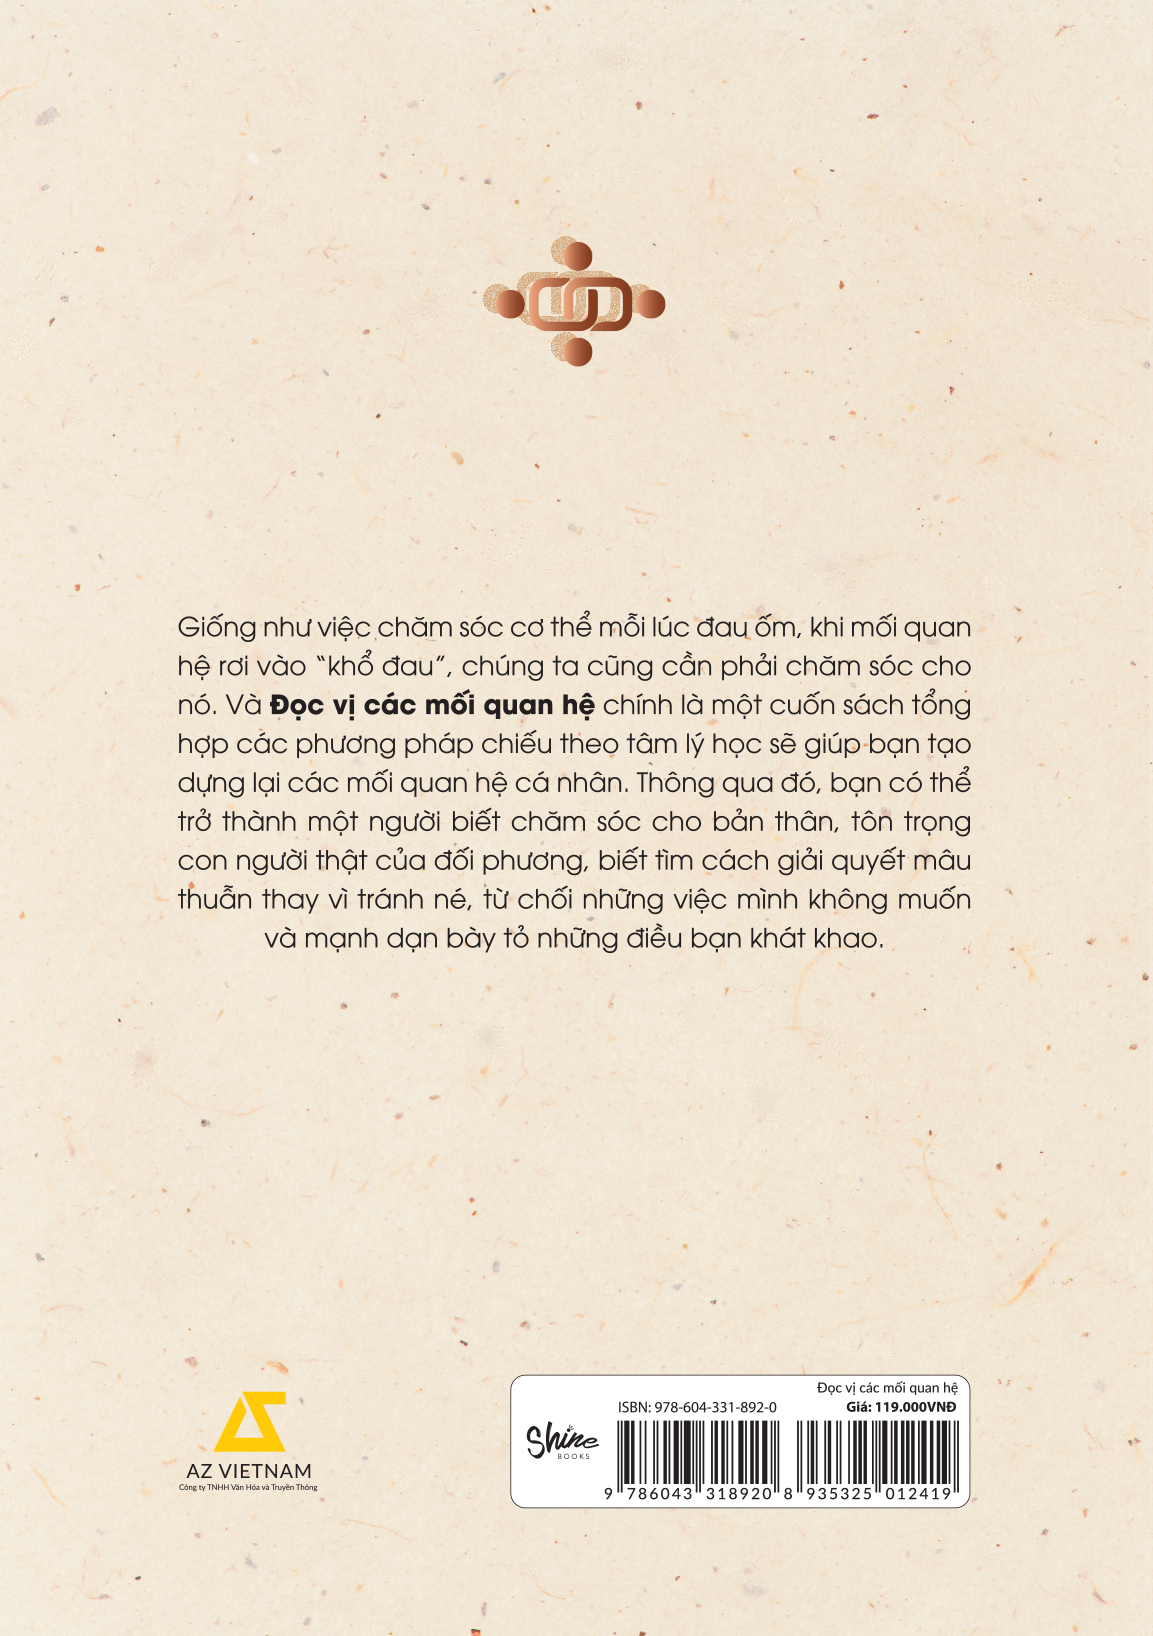 Giống như việc chăm sóc cơ thể mỗi lúc đau ốm, khi mối quan
hệ rơi vào “khổ đau”, chúng ta cũng cần phải chăm sóc cho
nó. Và Đọc vị các mối quan hệ chính là một cuốn sách tổng
hợp các phương pháp chiếu theo tâm lý học sẽ giúp bạn tạo
dựng lại các mối quan hệ cá nhân. Thông qua đó, bạn có thể
trở thành một người biết chăm sóc cho bản thân, tôn trọng
con người thật của đối phương, biết tìm cách giải quyết mâu
thuẫn thay vì tránh né, từ chối những việc mình không muốn
và mạnh dạn bày tỏ những điều bạn khát khao.
AZ VIETNAM
Công ty TNHH Văn Hóa và Truyền Thông
Shine
BOOKS
Đọc vị các mối quan hệ
ISBN: 978-604-331-892-0
Giá: 119.000VNĐ
9 786043 318920
8 935325 012419